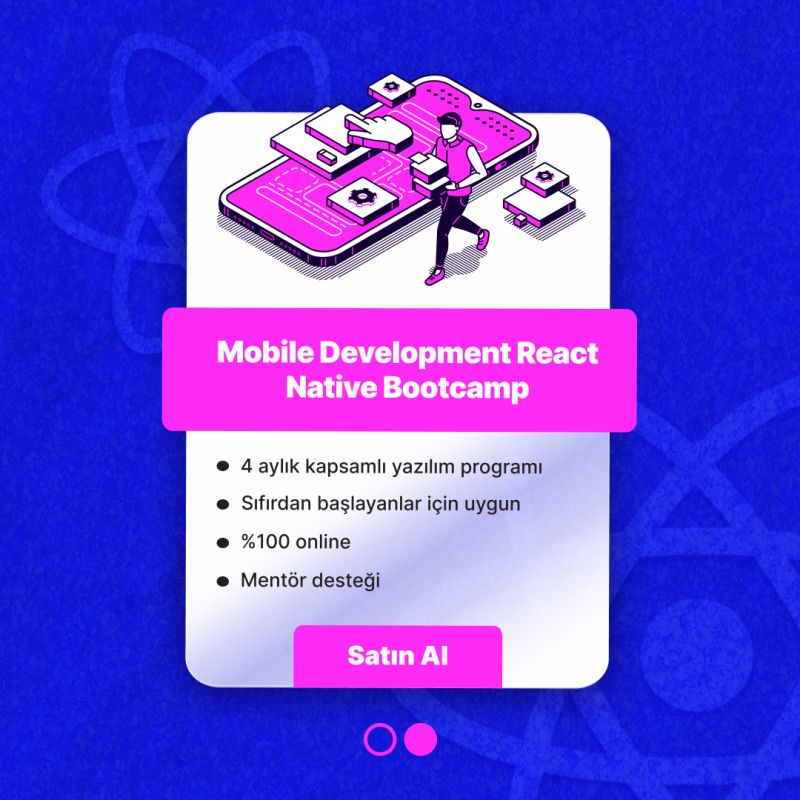 Mobile Development React
Native Bootcamp
4 aylık kapsamlı yazılım programı
Sıfırdan başlayanlar için uygun
%100 online
Mentör desteği
Satın Al